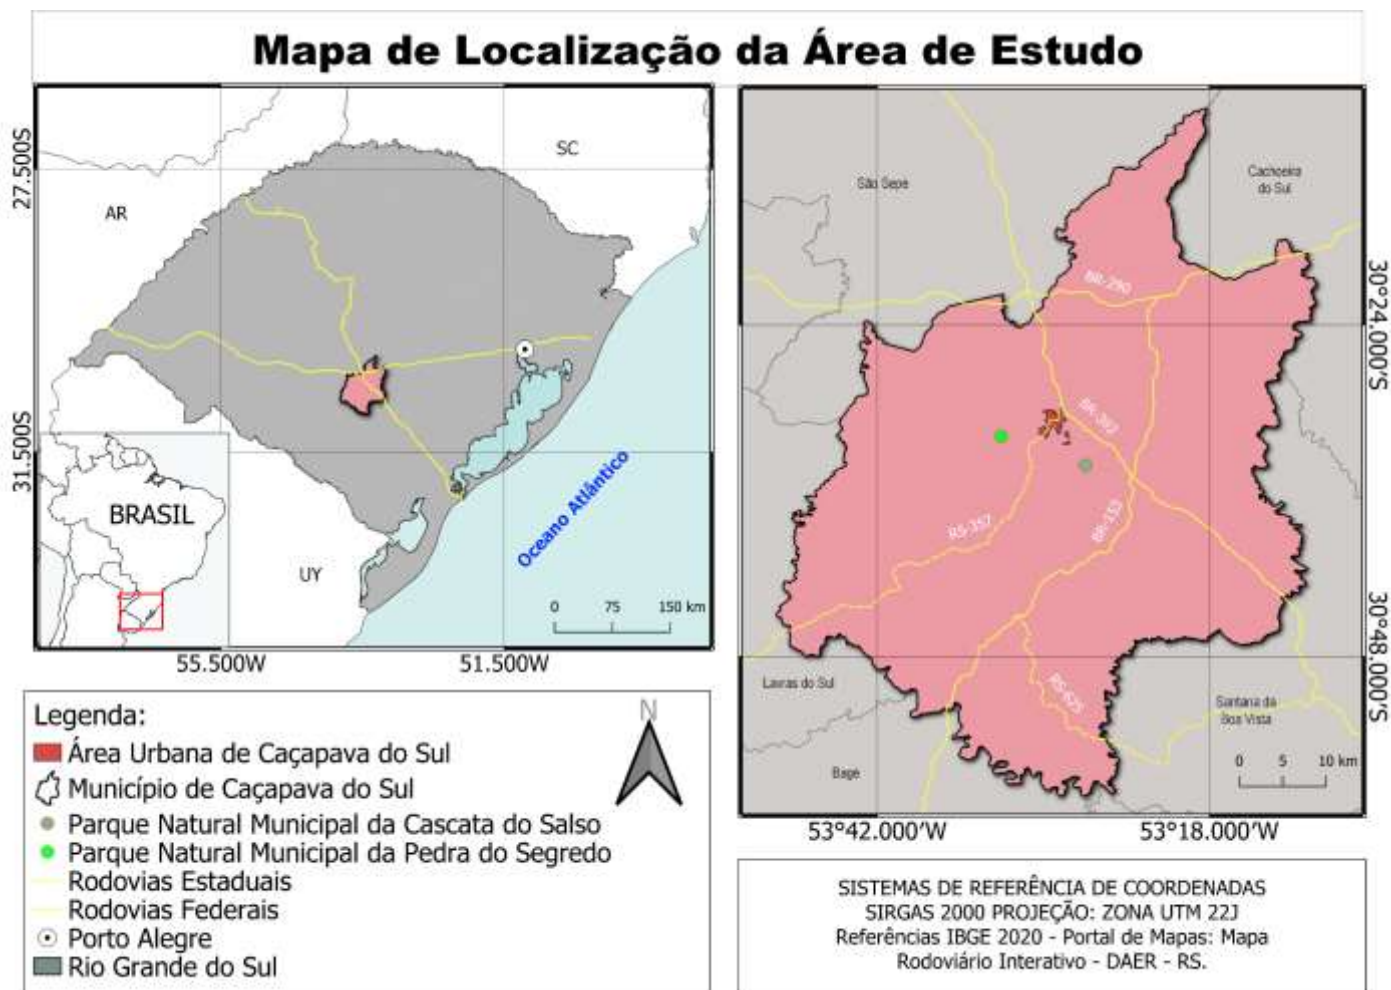 Mapa de Localização da Área de Estudo
27.500S
31.500S
SC
AR
UY
BRASIL
Oceano Atlântico
0 75 150 km
55.500W
51.500W
São Sepe
Cachoeira
do Sul
BR-290
BR-392
RS-357
BR-153
RS-625
Lavras do Sul
Bagé
Santana da
Boa Vista
0 5 10 km
30°24.000'S
30°48.000'S
53°42.000'W
53°18.000'W
Legenda:
Área Urbana de Caçapava do Sul
Município de Caçapava do Sul
Parque Natural Municipal da Cascata do Salso
Parque Natural Municipal da Pedra do Segredo
Rodovias Estaduais
Rodovias Federais
Porto Alegre
Rio Grande do Sul
N
SISTEMAS DE REFERÊNCIA DE COORDENADAS
SIRGAS 2000 PROJEÇÃO: ZONA UTM 22J
Referências IBGE 2020 - Portal de Mapas: Mapa
Rodoviário Interativo - DAER - RS.